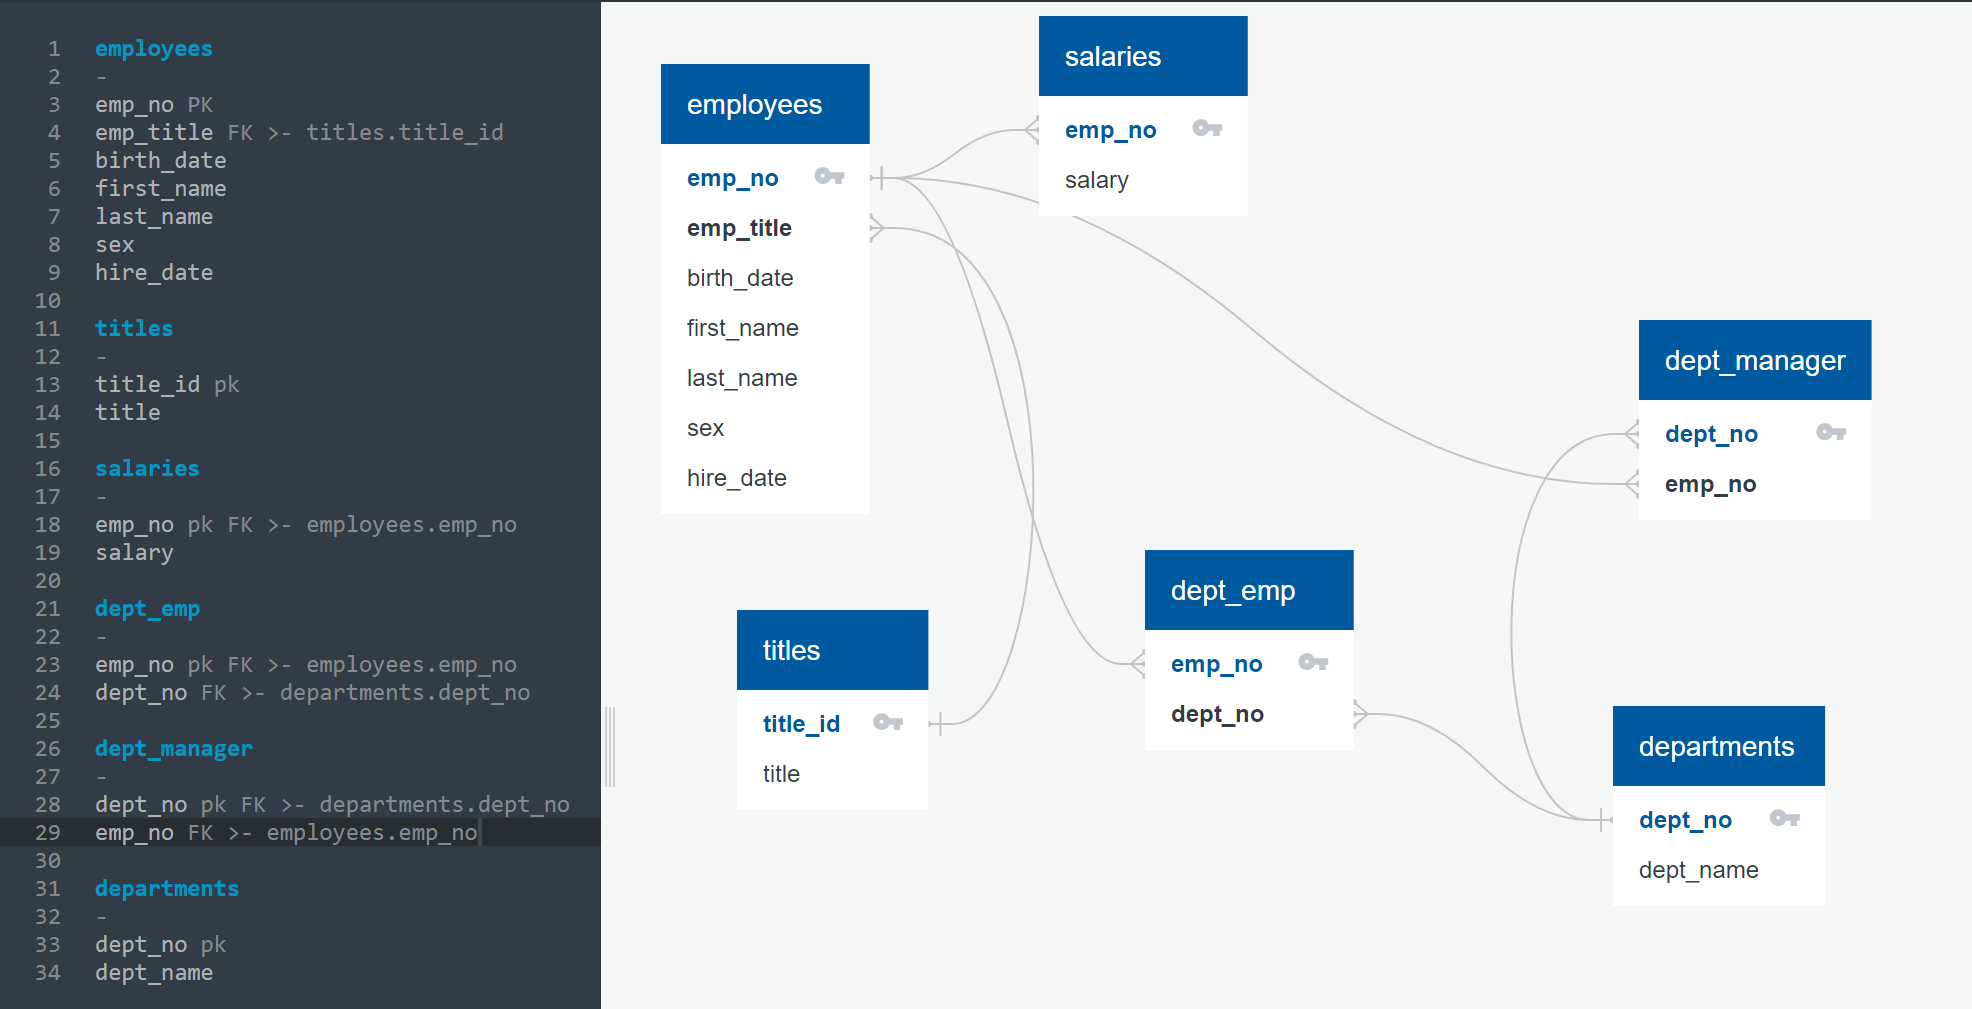 1 employees
2 -
3 emp_no PK
4 emp_title FK >- titles.title_id
5 birth_date
6 first_name
7 last_name
8 sex
9 hire_date
10
11 titles
12 -
13 title_id pk
14 title
15
16 salaries
17 -
18 emp_no pk FK >- employees.emp_no
19 salary
20
21 dept_emp
22 -
23 emp_no pk FK >- employees.emp_no
24 dept_no FK >- departments.dept_no
25
26 dept_manager
27 -
28 dept_no pk FK >- departments.dept_no
29 emp_no FK >- employees.emp_no
30
31 departments
32 -
33 dept_no pk
34 dept_name
employees
emp_no
emp_title
birth_date
first_name
last_name
sex
hire_date
salaries
emp_no
salary
titles
title_id
title
dept_emp
emp_no
dept_no
dept_manager
dept_no
emp_no
departments
dept_no
dept_name